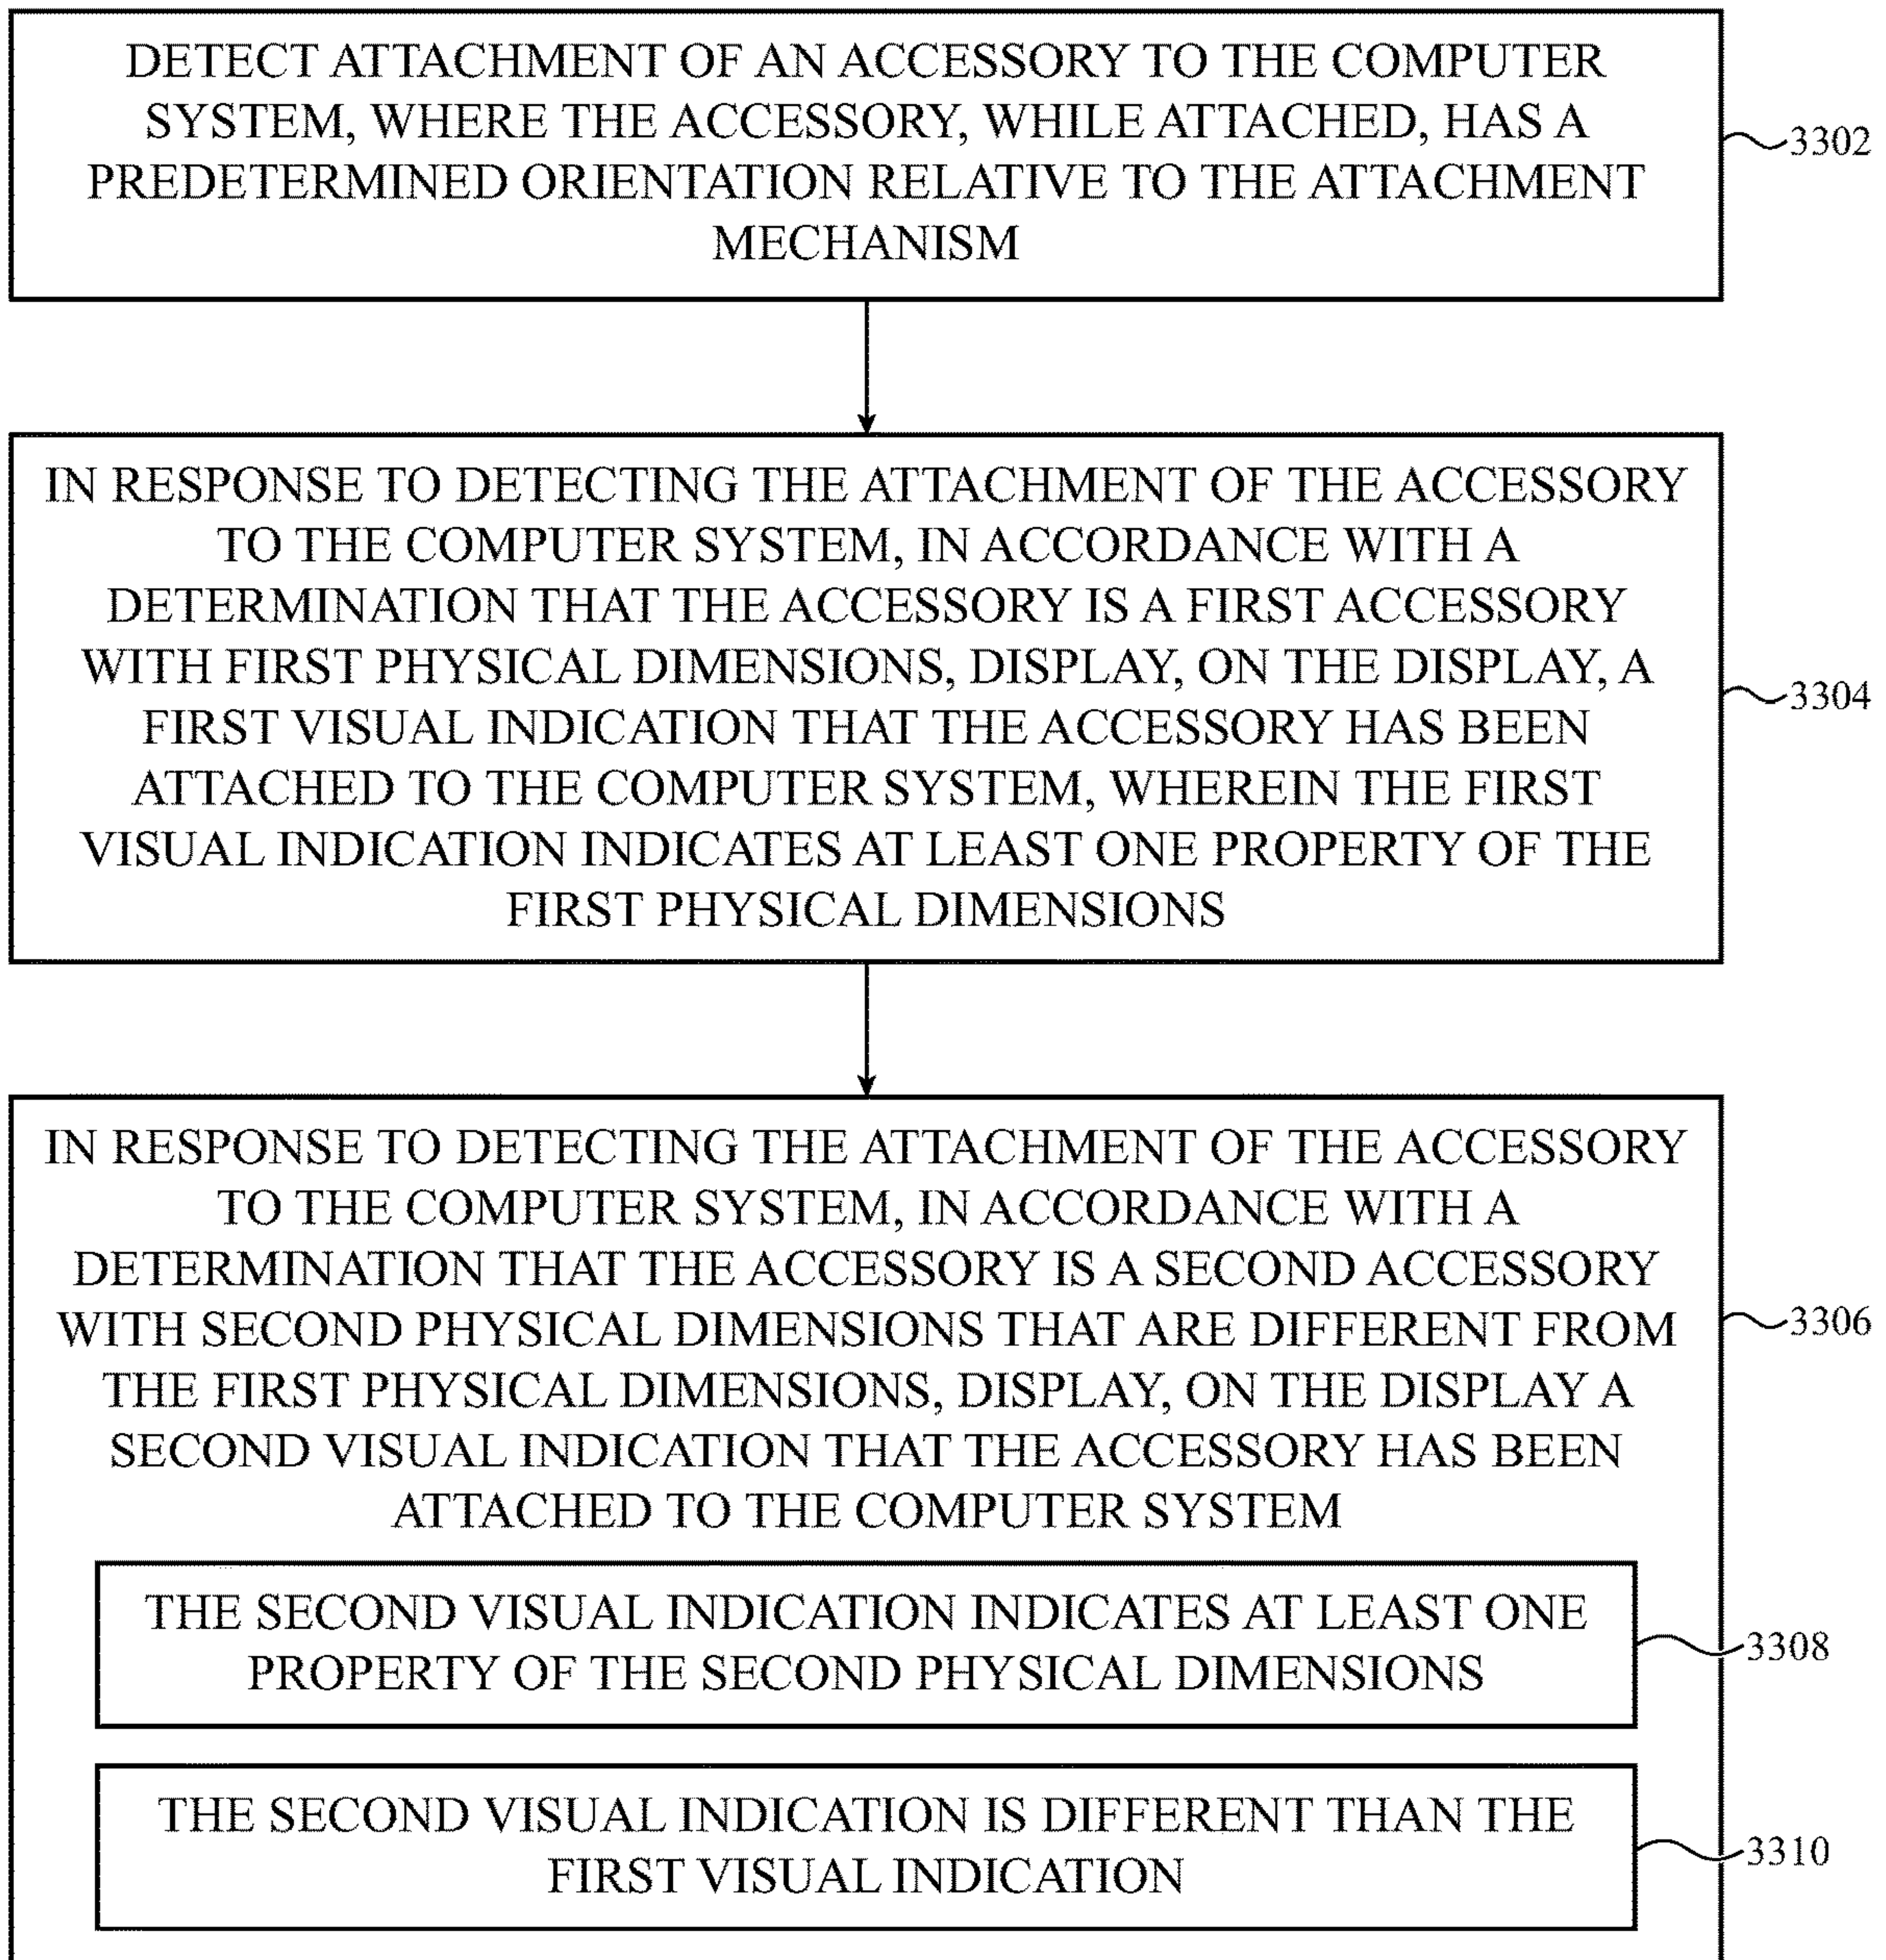 DETECT ATTACHMENT OF AN ACCESSORY TO THE COMPUTER
SYSTEM, WHERE THE ACCESSORY, WHILE ATTACHED, HAS A
PREDETERMINED ORIENTATION RELATIVE TO THE ATTACHMENT
MECHANISM
3302
IN RESPONSE TO DETECTING THE ATTACHMENT OF THE ACCESSORY
TO THE COMPUTER SYSTEM, IN ACCORDANCE WITH A
DETERMINATION THAT THE ACCESSORY IS A FIRST ACCESSORY
WITH FIRST PHYSICAL DIMENSIONS, DISPLAY, ON THE DISPLAY, A
FIRST VISUAL INDICATION THAT THE ACCESSORY HAS BEEN
ATTACHED TO THE COMPUTER SYSTEM, WHEREIN THE FIRST
VISUAL INDICATION INDICATES AT LEAST ONE PROPERTY OF THE
FIRST PHYSICAL DIMENSIONS
3304
IN RESPONSE TO DETECTING THE ATTACHMENT OF THE ACCESSORY
TO THE COMPUTER SYSTEM, IN ACCORDANCE WITH A
DETERMINATION THAT THE ACCESSORY IS A SECOND ACCESSORY
WITH SECOND PHYSICAL DIMENSIONS THAT ARE DIFFERENT FROM
THE FIRST PHYSICAL DIMENSIONS, DISPLAY, ON THE DISPLAY A
SECOND VISUAL INDICATION THAT THE ACCESSORY HAS BEEN
ATTACHED TO THE COMPUTER SYSTEM
3306
THE SECOND VISUAL INDICATION INDICATES AT LEAST ONE
PROPERTY OF THE SECOND PHYSICAL DIMENSIONS
3308
THE SECOND VISUAL INDICATION IS DIFFERENT THAN THE
FIRST VISUAL INDICATION
3310